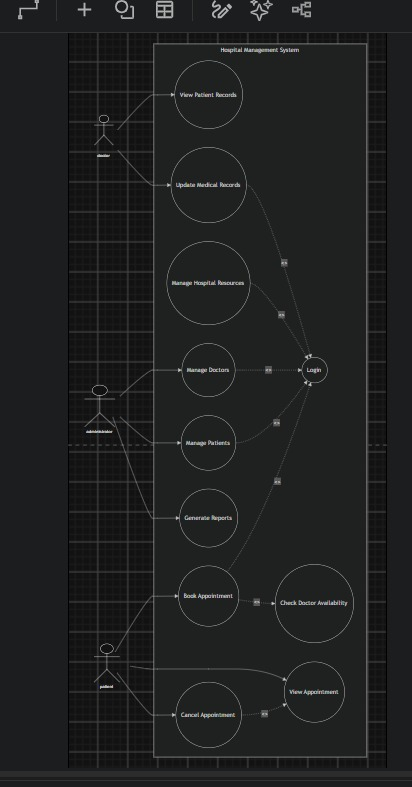 Hospital Management System
View Patient Records
doctor
Update Medical Records
Manage Hospital Resources
Manage Doctors
Login
administrator
Manage Patients
Generate Reports
Book Appointment
Check Doctor Availability
patient
View Appointment
Cancel Appointment